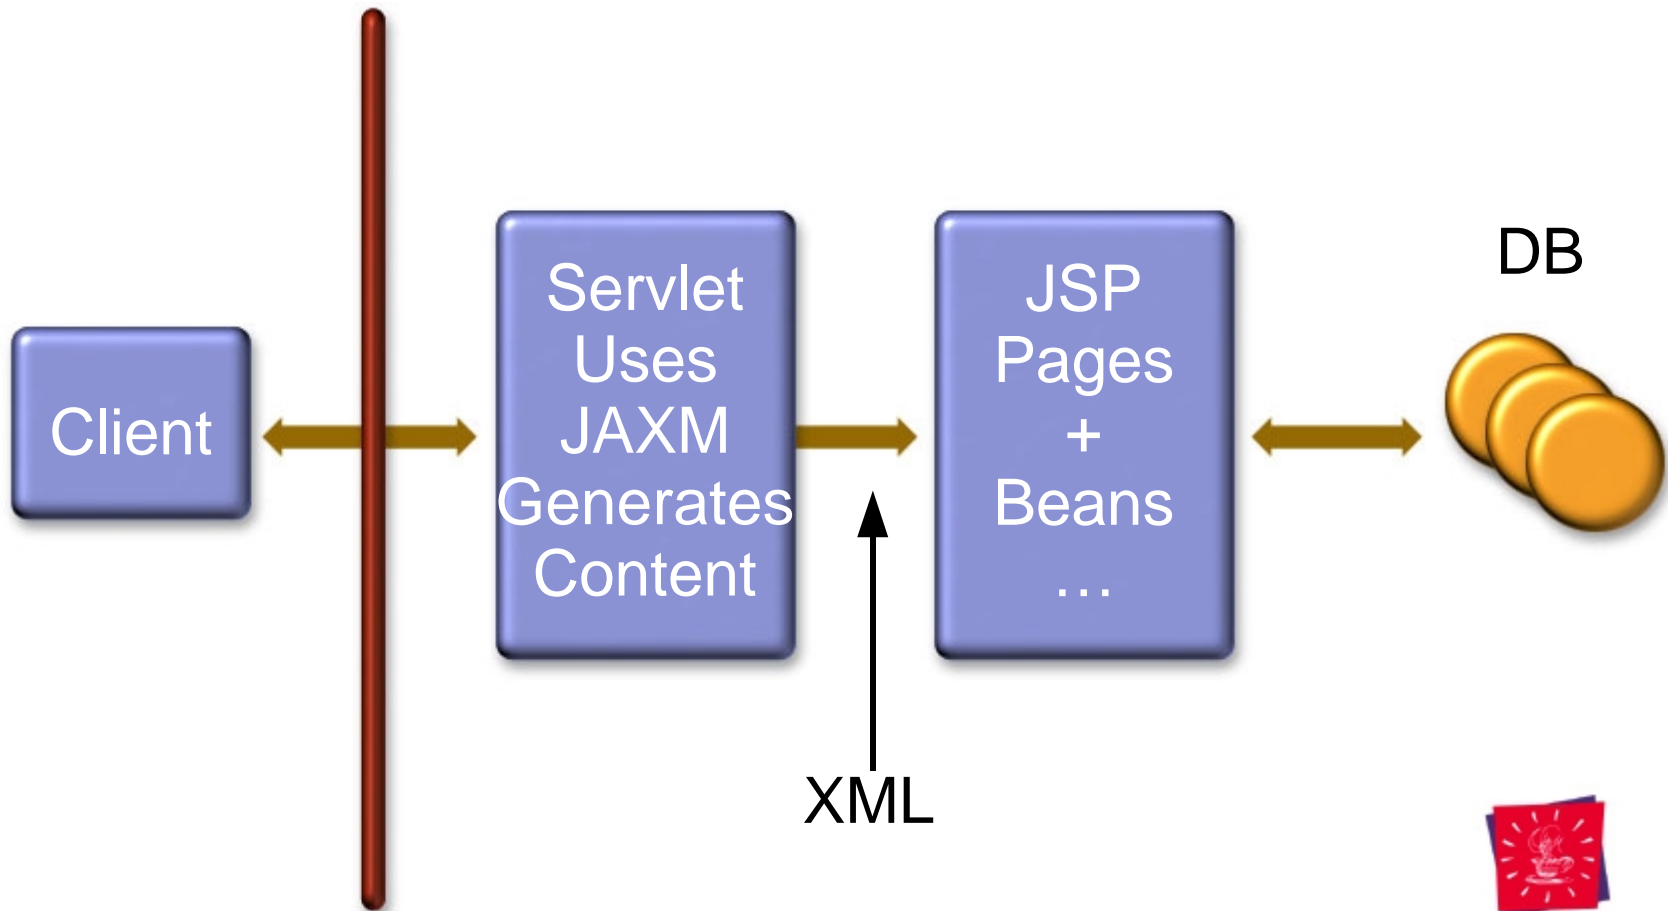 Client
Servlet
Uses
JAXM
Generates
Content
JSP
Pages
+
Beans
…
DB
XML